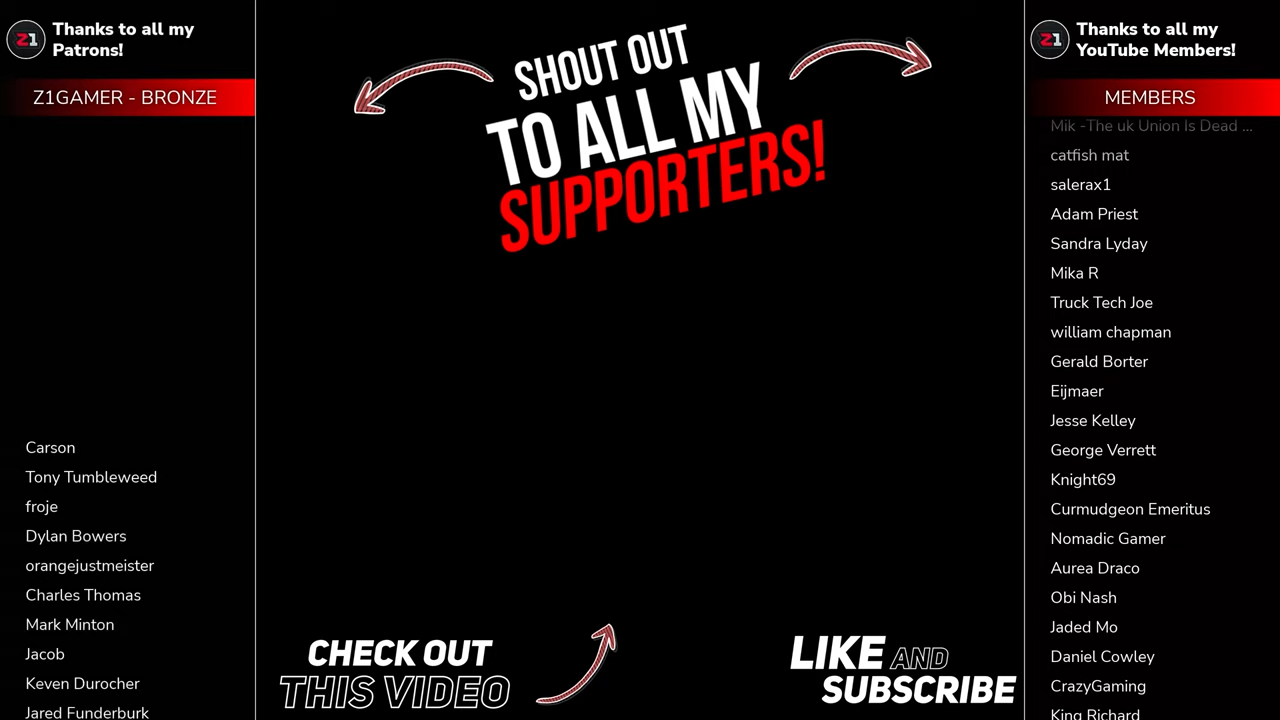 Z1
Thanks to all my
Patrons!
Z1GAMER - BRONZE
Carson
Tony Tumbleweed
froje
Dylan Bowers
orangejustmeister
Charles Thomas
Mark Minton
Jacob
Keven Durocher
Jared Funderburk
SHOUT OUT
TO ALL MY
SUPPORTERS!
CHECK OUT
THIS VIDEO
LIKE AND
SUBSCRIBE
Z1
Thanks to all my
YouTube Members!
MEMBERS
Mik -The uk Union Is Dead ...
catfish mat
salerax1
Adam Priest
Sandra Lyday
Mika R
Truck Tech Joe
william chapman
Gerald Borter
Eijmaer
Jesse Kelley
George Verrett
Knight69
Curmudgeon Emeritus
Nomadic Gamer
Aurea Draco
Obi Nash
Jaded Mo
Daniel Cowley
CrazyGaming
King Richard